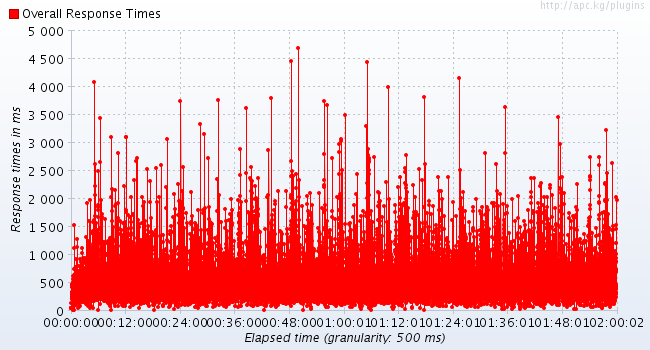 http://apc.kg/plugins
Overall Response Times
5 000
4 500
4 000
3 500
3 000
2 500
2 000
1 500
1 000
500
0
Response times in ms
00:00:00 00:12:00 00:24:00 00:36:00 00:48:00 01:00:00 01:12:00 01:24:01 01:36:01 01:48:01 02:00:02
Elapsed time (granularity: 500 ms)